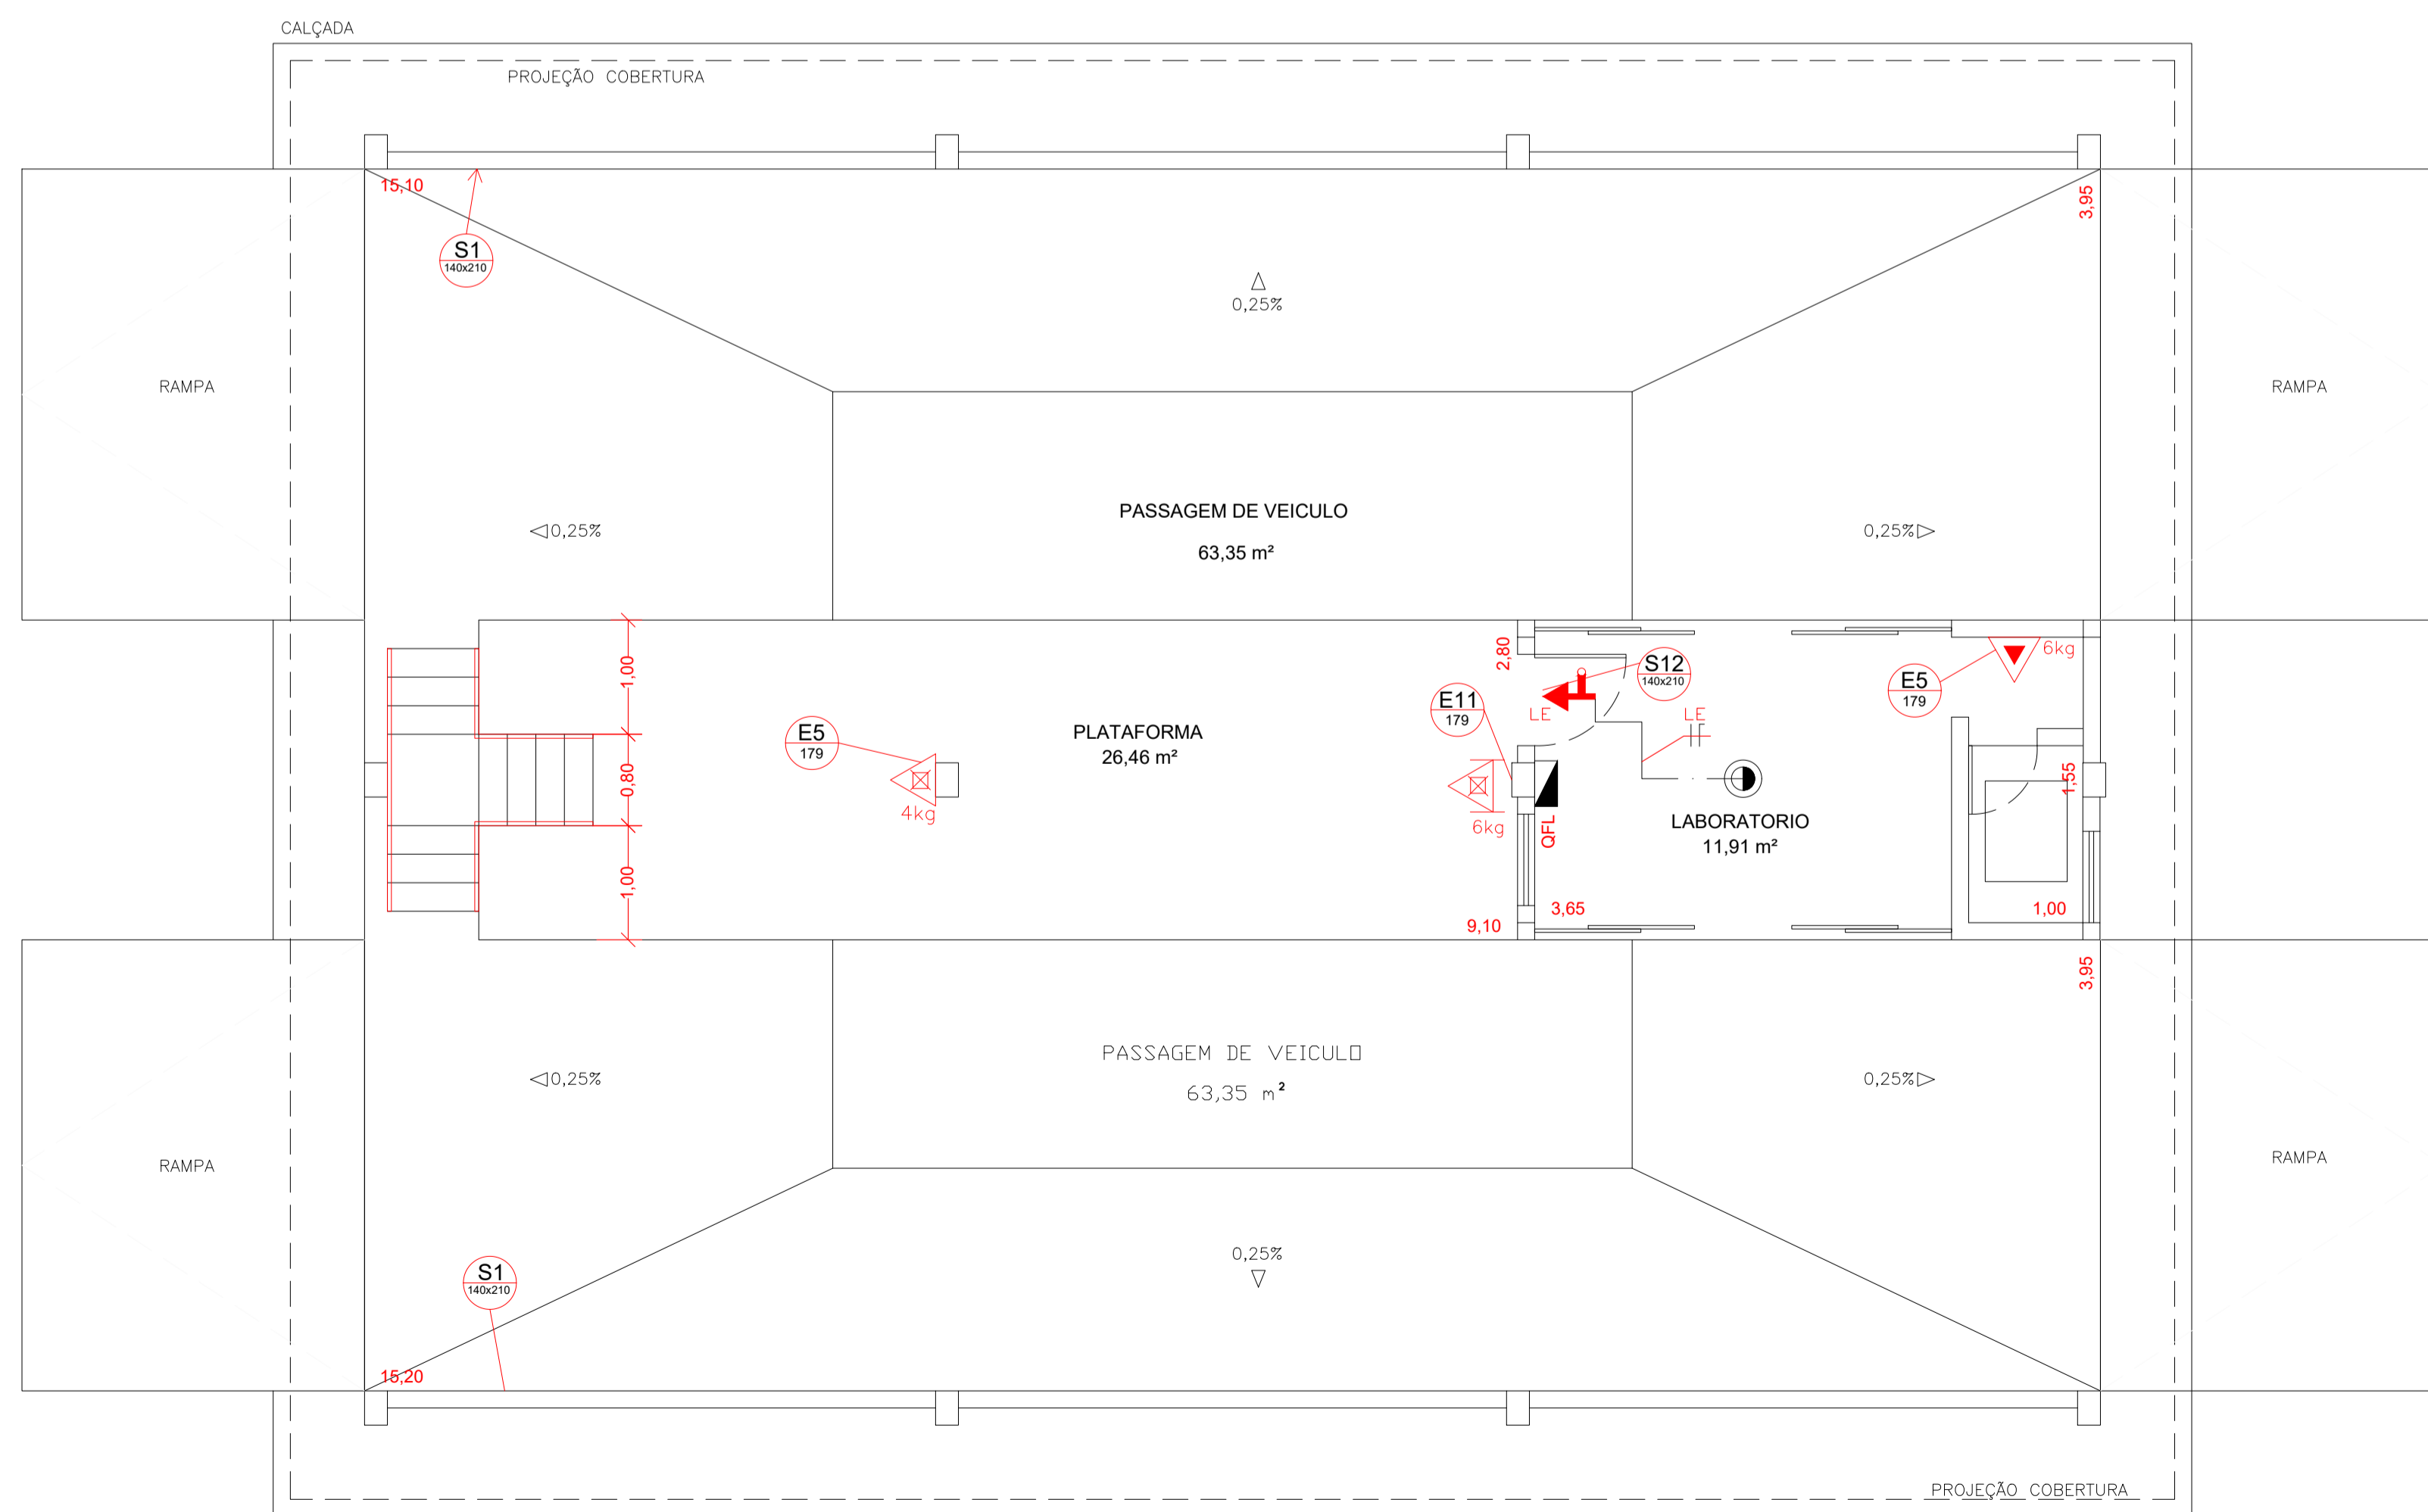 CALÇADA
PROJEÇÃO COBERTURA
15,10
3,95
S1
140x210
0,25%
RAMPA
RAMPA
PASSAGEM DE VEICULO
63,35 m²
0,25%
0,25%
1,00
2,80
S12
140x210
6kg
E5
179
E11
179
LE
LE
E5
179
PLATAFORMA
26,46 m²
0,80
4kg
6kg
QFL
1,55
LABORATORIO
11,91 m²
1,00
3,65
1,00
9,10
3,95
PASSAGEM DE VEICULO
63,35 m²
0,25%
0,25%
RAMPA
RAMPA
0,25%
S1
140x210
15,20
PROJEÇÃO COBERTURA